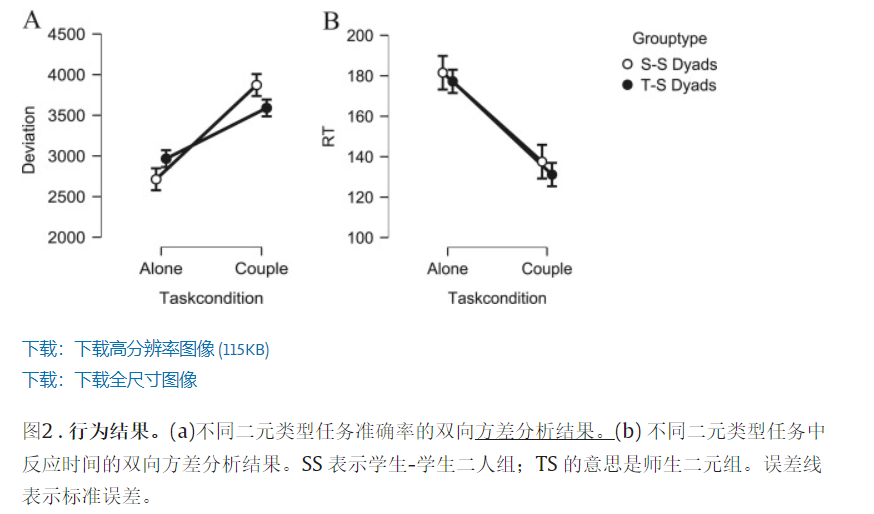 A
B
4500
4000
3500
3000
2500
2000
Deviation
Alone Couple
Taskcondition
200
180
160
140
120
100
RT
Alone Couple
Taskcondition
Grouptype
S-S Dyads
T-S Dyads
下载：下载高分辨率图像 (115KB)
下载：下载全尺寸图像
图2 . 行为结果。(a)不同二元类型任务准确率的双向方差分析结果。(b) 不同二元类型任务中
反应时间的双向方差分析结果。SS 表示学生-学生二人组；TS 的意思是师生二元组。误差线
表示标准误差。